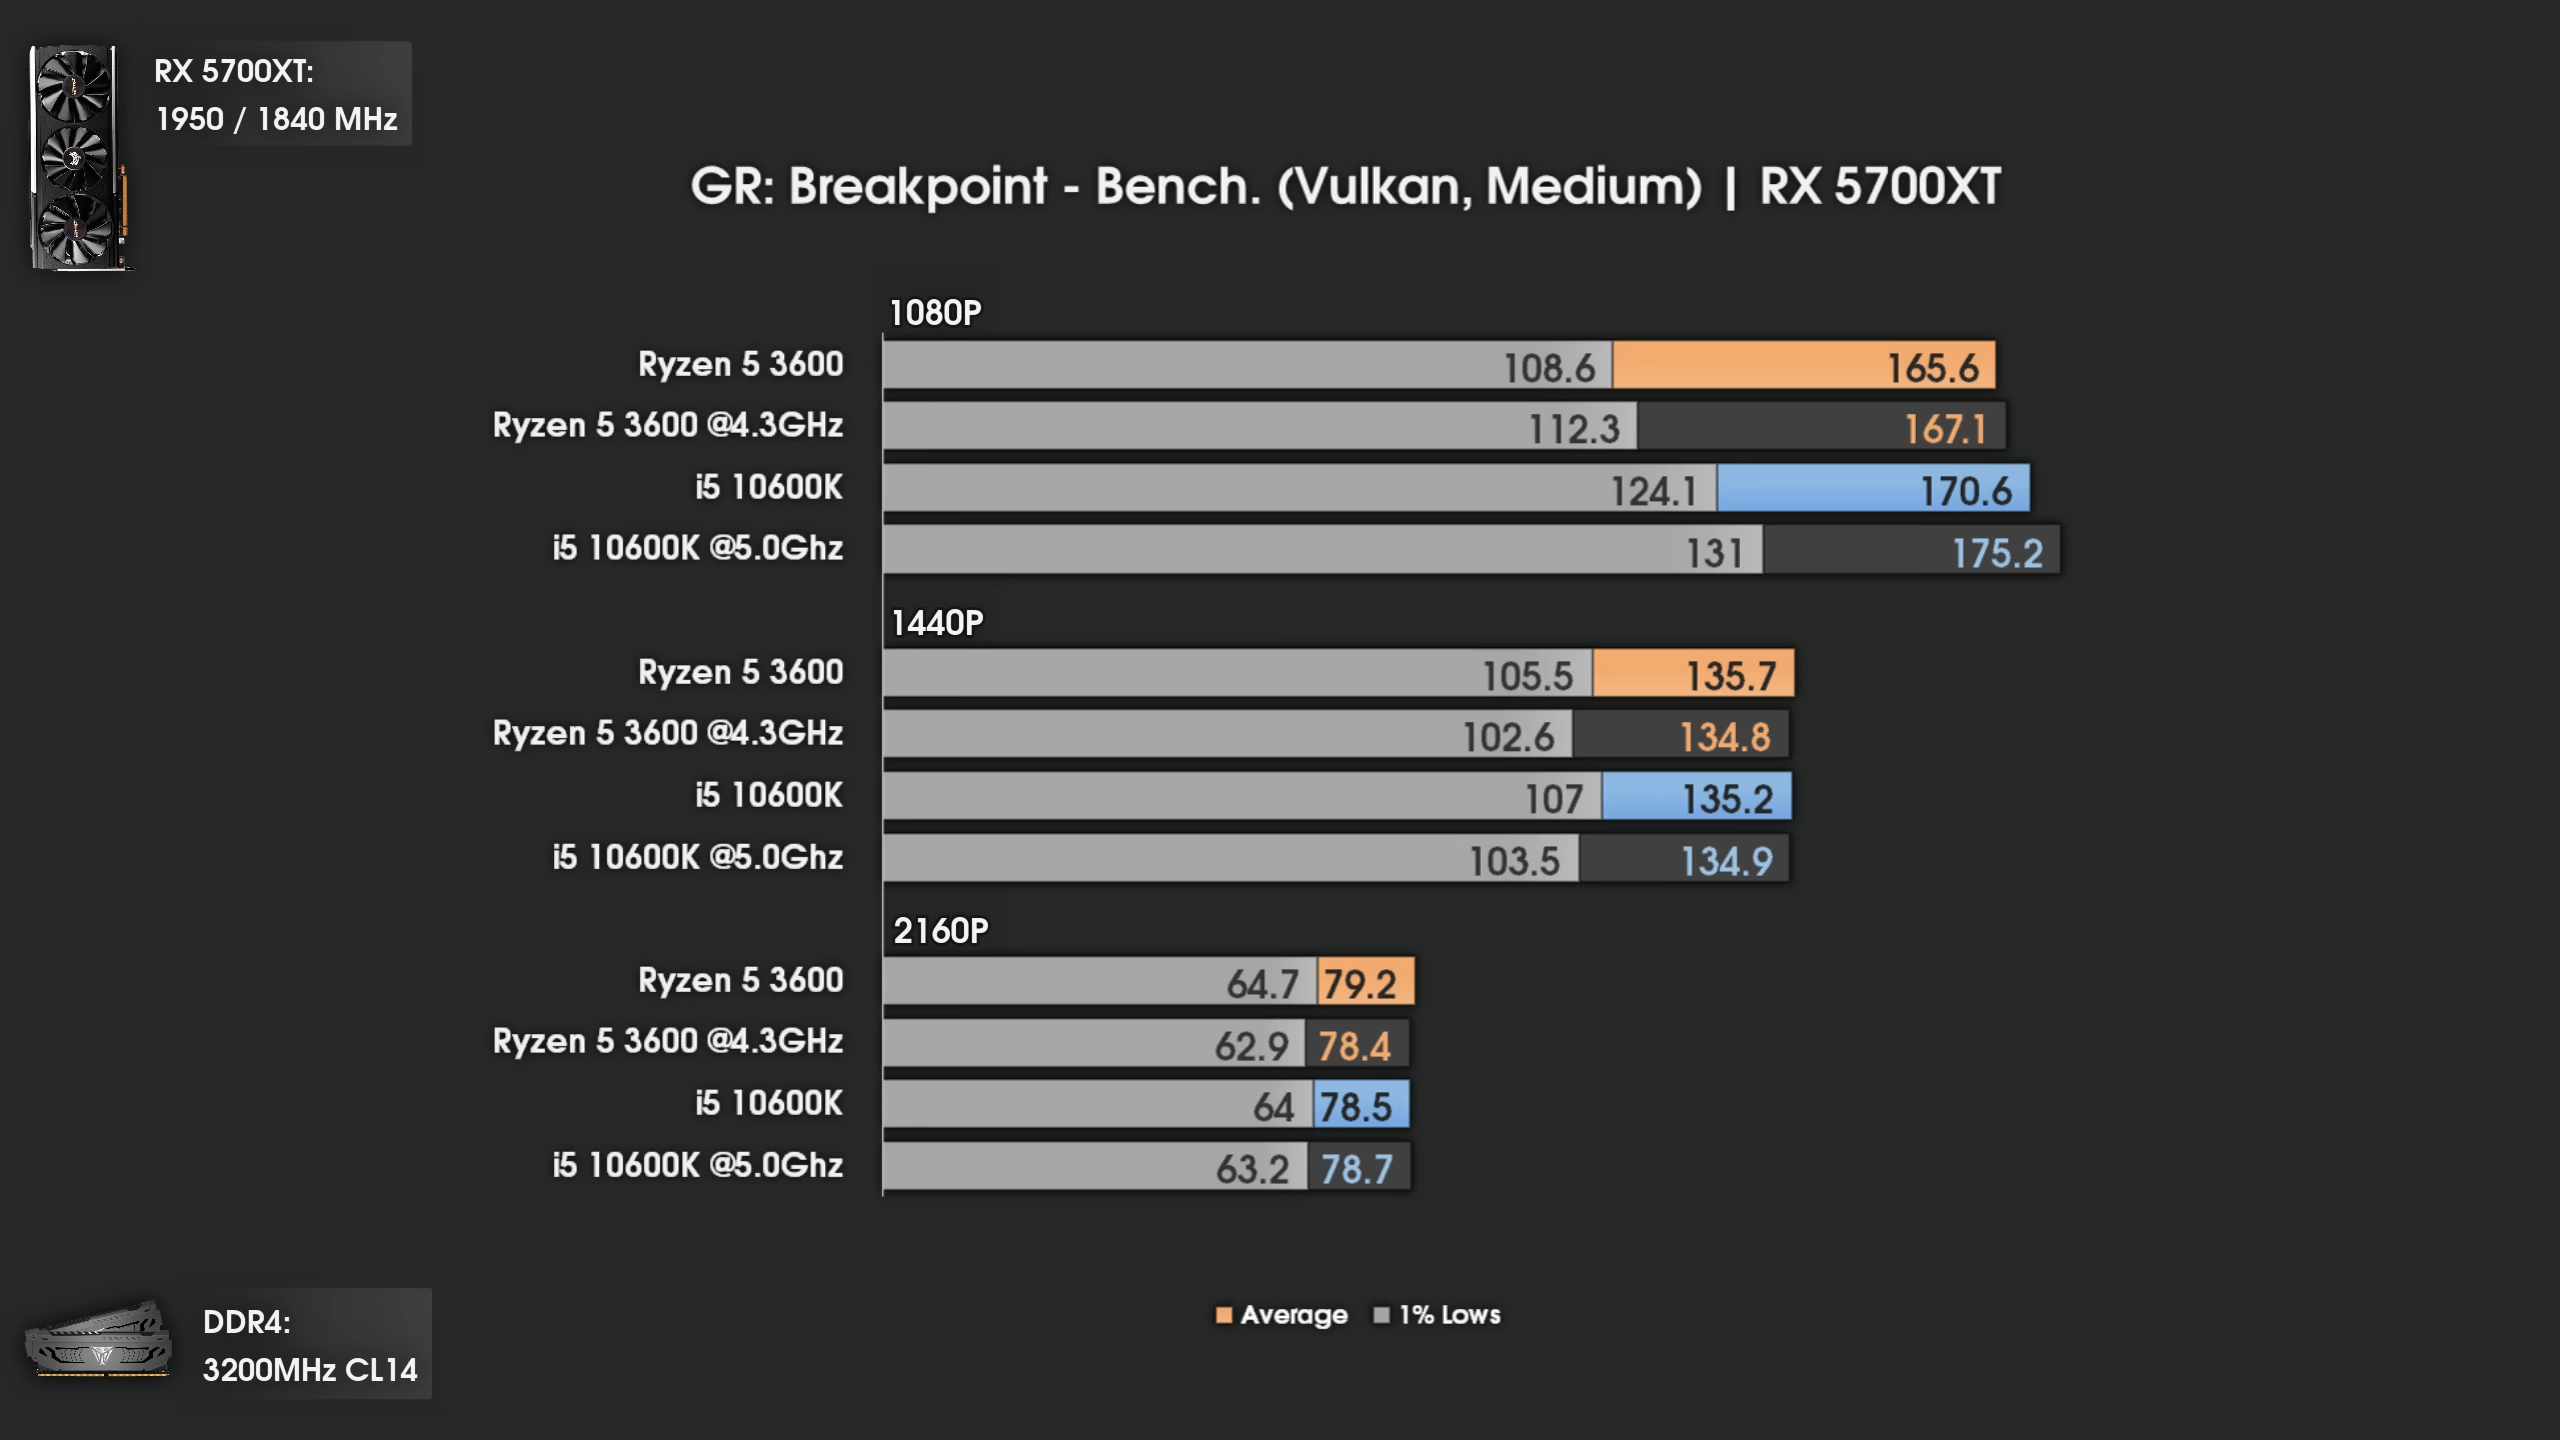 RX 5700XT:
1950 / 1840 MHz
GR: Breakpoint - Bench. (Vulkan, Medium) | RX 5700XT
1080P
Ryzen 5 3600 108.6 165.6
Ryzen 5 3600 @4.3GHz 112.3 167.1
i5 10600K 124.1 170.6
i5 10600K @5.0Ghz 131 175.2
1440P
Ryzen 5 3600 105.5 135.7
Ryzen 5 3600 @4.3GHz 102.6 134.8
i5 10600K 107 135.2
i5 10600K @5.0Ghz 103.5 134.9
2160P
Ryzen 5 3600 64.7 79.2
Ryzen 5 3600 @4.3GHz 62.9 78.4
i5 10600K 64 78.5
i5 10600K @5.0Ghz 63.2 78.7
Average 1% Lows
DDR4:
3200MHz CL14